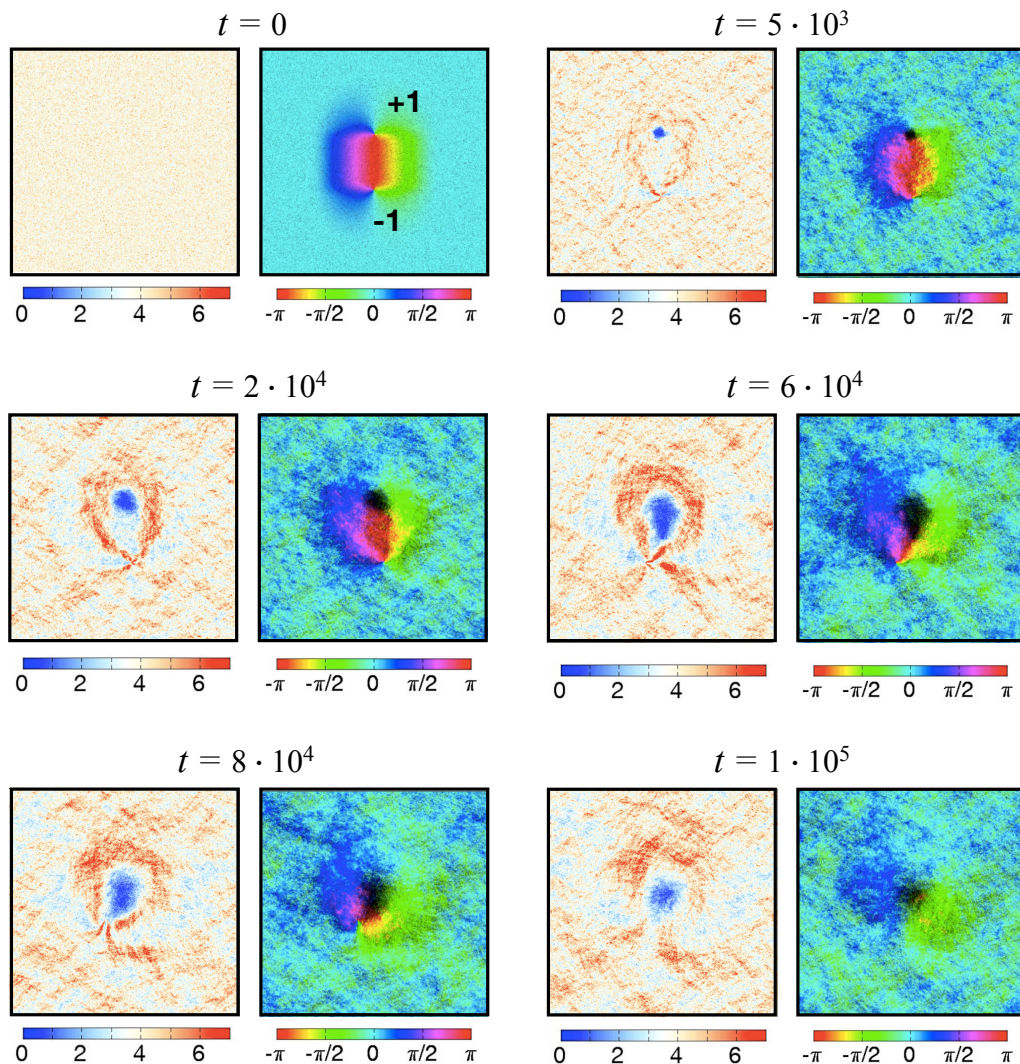 t = 0
t = 5 · 10³
+1
-1
0 2 4 6
-π -π/2 0 π/2 π
0 2 4 6
-π -π/2 0 π/2 π
t = 2 · 10⁴
t = 6 · 10⁴
0 2 4 6
-π -π/2 0 π/2 π
0 2 4 6
-π -π/2 0 π/2 π
t = 8 · 10⁴
t = 1 · 10⁵
0 2 4 6
-π -π/2 0 π/2 π
0 2 4 6
-π -π/2 0 π/2 π